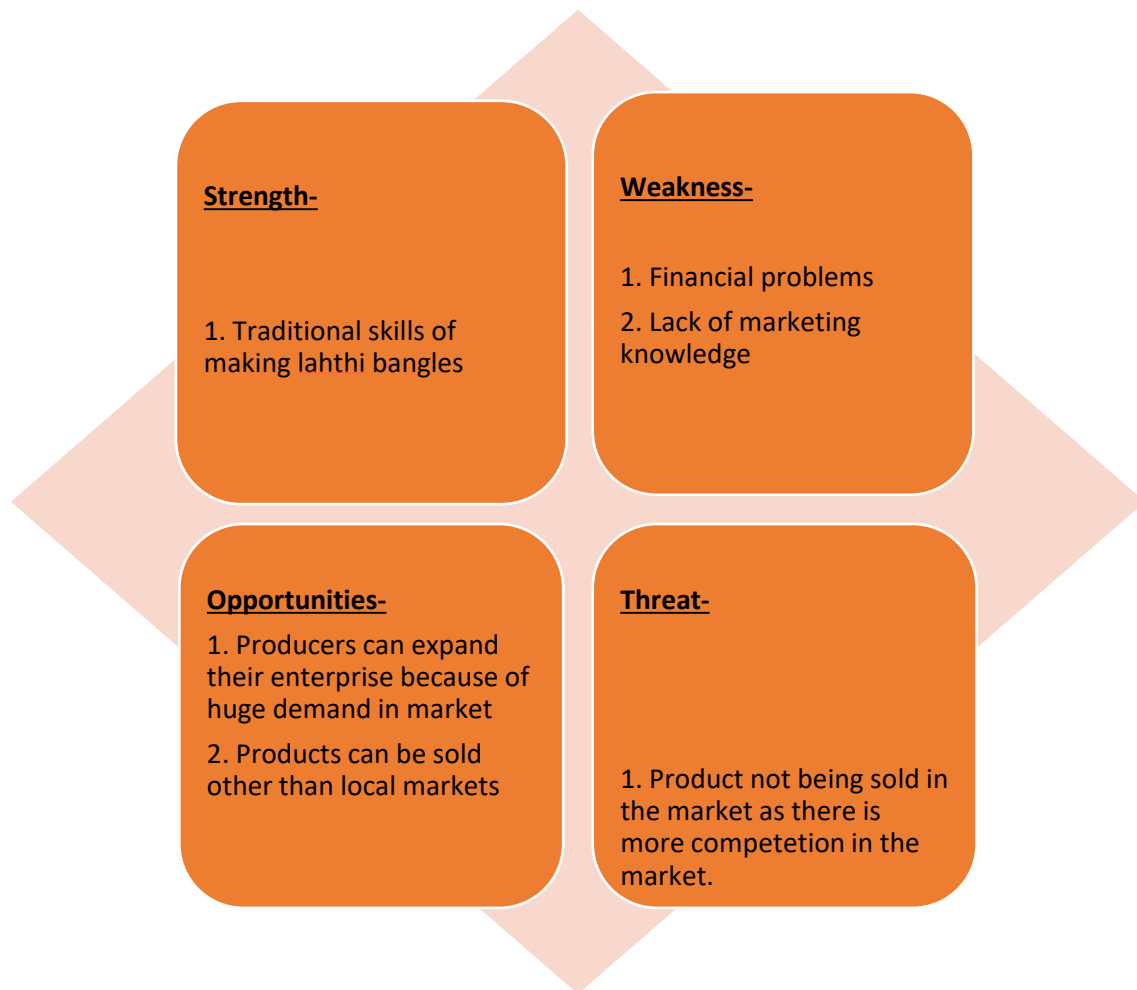 Strength-
1. Traditional skills of
making lahthi bangles
Weakness-
1. Financial problems
2. Lack of marketing
knowledge
Opportunities-
1. Producers can expand
their enterprise because of
huge demand in market
2. Products can be sold
other than local markets
Threat-
1. Product not being sold in
the market as there is
more competetion in the
market.